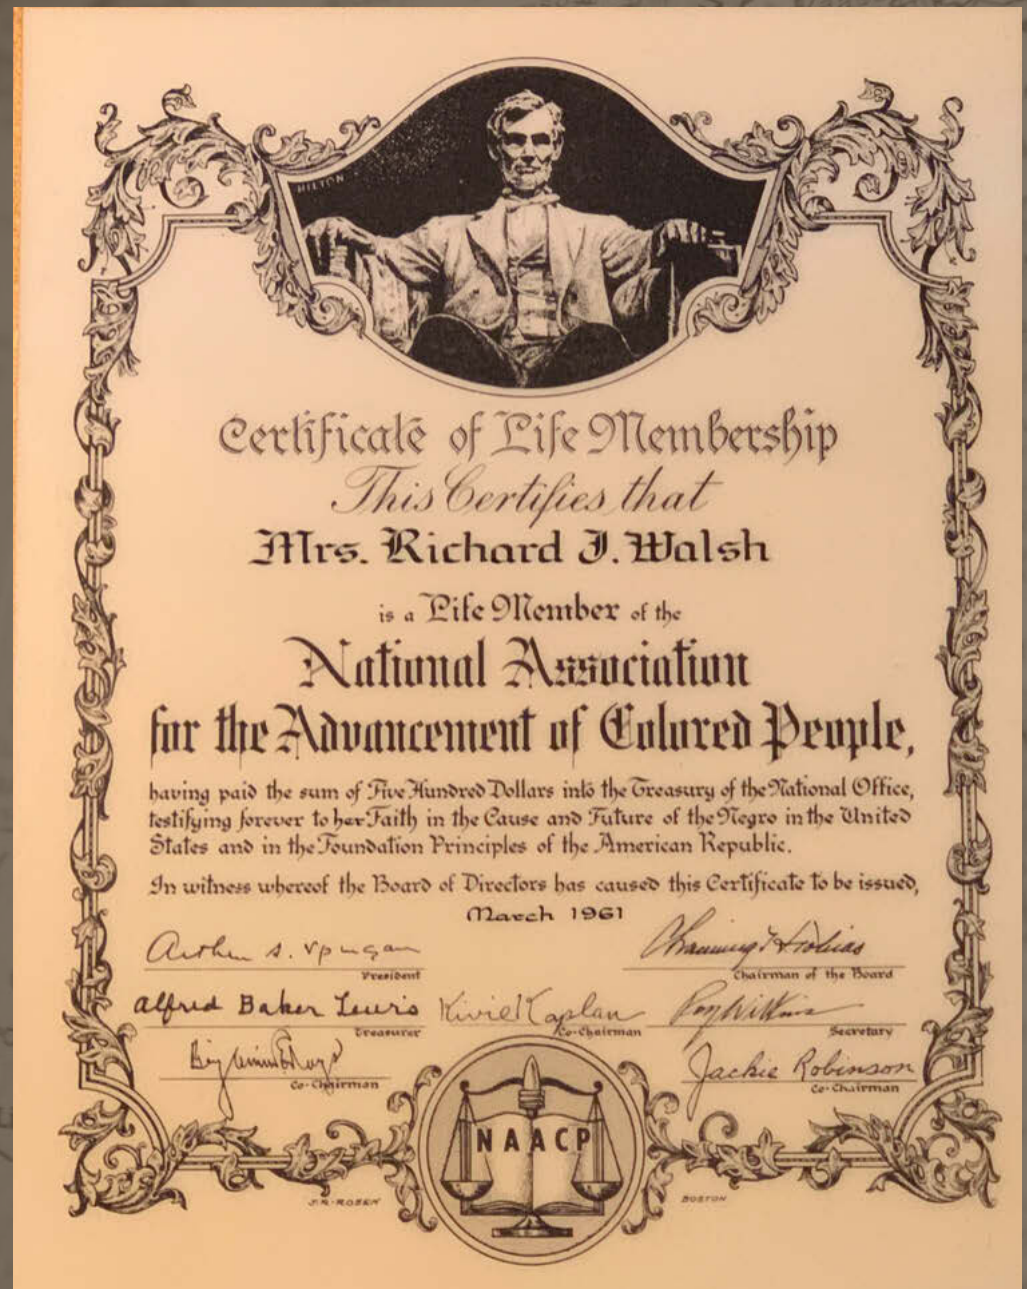 HILTON
Certificate of Life Membership
This Certifies that
Mrs. Richard J. Walsh
is a Life Member of the
National Association
for the Advancement of Colored People,
having paid the sum of Five Hundred Dollars into the Treasury of the National Office,
testifying forever to her Faith in the Cause and Future of the Negro in the United
States and in the Foundation Principles of the American Republic.
In witness whereof the Board of Directors has caused this Certificate to be issued,
March 1961
Arthur S.
Channing H Tobias
President
Chairman of the Board
Alfred Baker Lewis
Kivie Kaplan
Roy Wilkins
Treasurer
Co-Chairman
Secretary
Jackie Robinson
Co-Chairman
Co-Chairman
NAACP
J.N. ROSEN
BOSTON